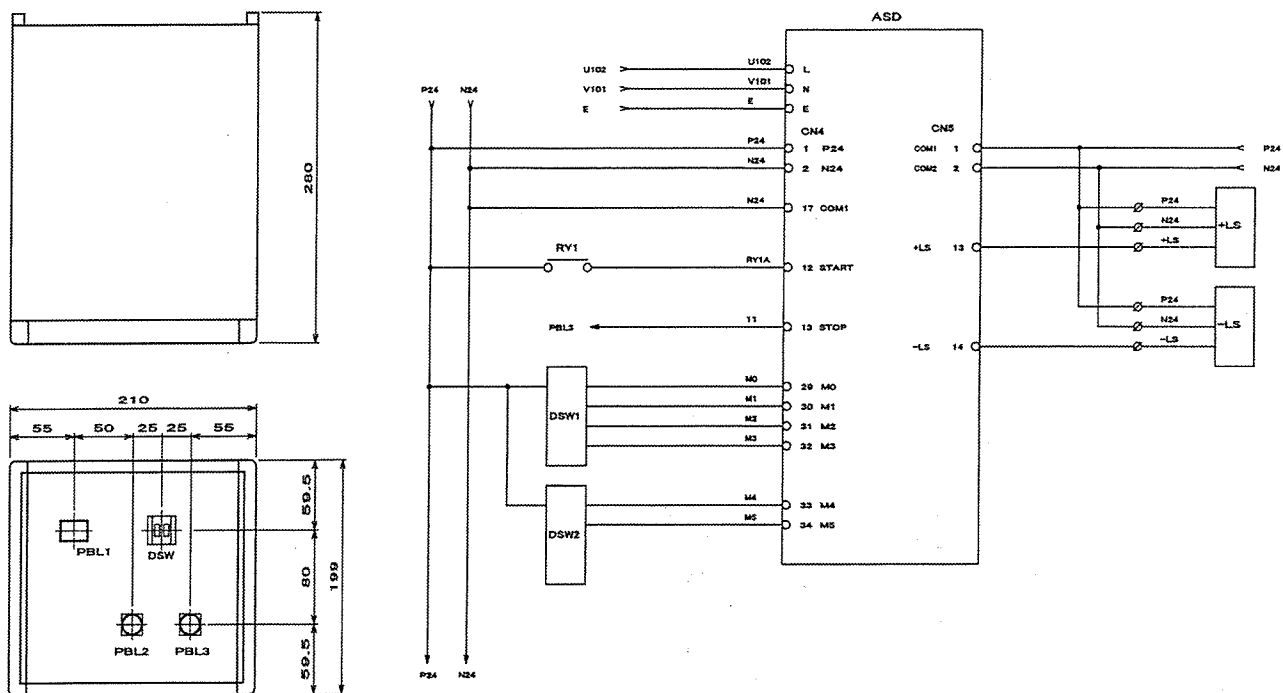 280
210
55 50 25 25 55
59.5
80
199
59.5
PBL1
DSW
PBL2
PBL3
ASD
U102 U102 L
V101 V101 N
E E E
P24 N24
CN4
P24 1 P24
N24 2 N24
N24 17 COM1
RY1 RY1A 12 START
PBL3 T1 13 STOP
DSW1
M0 29 M0
M1 30 M1
M2 31 M2
M3 32 M3
DSW2
M4 33 M4
M5 34 M5
P24 N24
CN5
COM1 1 P24
COM2 2 N24
P24
N24 +LS
+LS 13 +LS
P24
N24 -LS
-LS 14 -LS